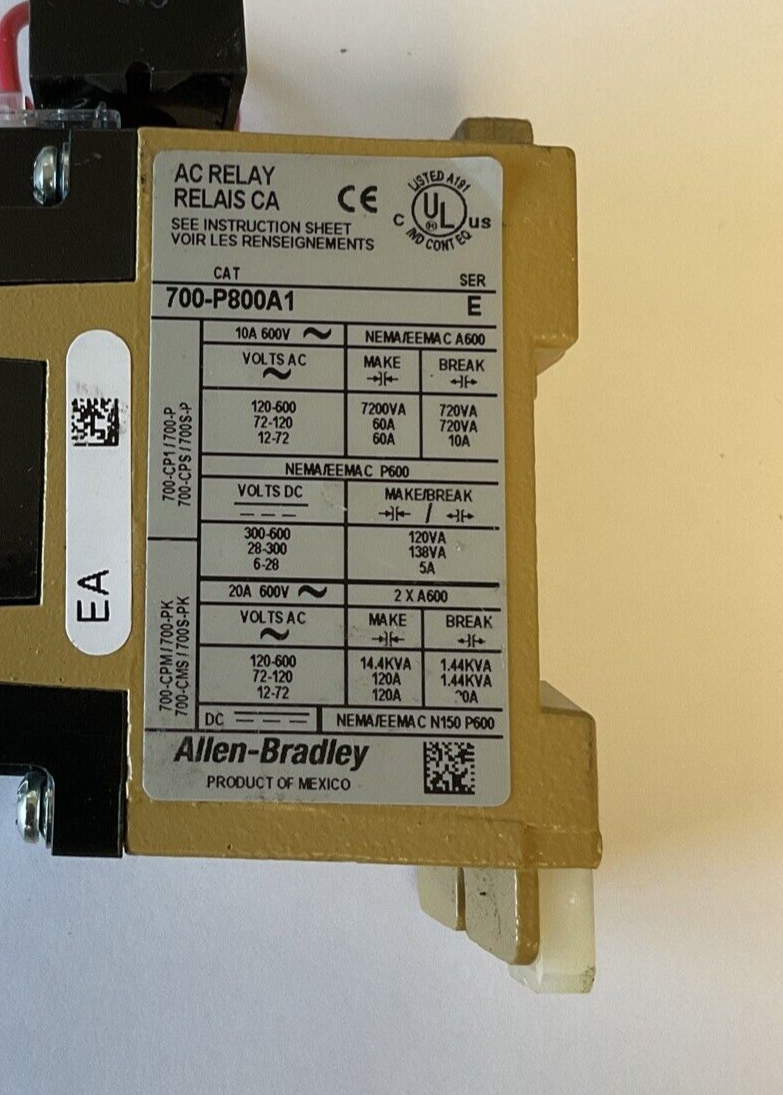 AC RELAY
RELAIS CA
CE
LISTED A191
C UL US
IND CONT EQ
SEE INSTRUCTION SHEET
VOIR LES RENSEIGNEMENTS
CAT SER
700-P800A1 E
700-CP1 / 700-P
700-CPS / 700S-P
10A 600V NEMA/EEMAC A600
VOLTS AC MAKE BREAK
120-600 7200VA 720VA
72-120 60A 720VA
12-72 60A 10A
NEMA/EEMAC P600
VOLTS DC MAKE/BREAK
/
300-600 120VA
28-300 138VA
6-28 5A
700-CPM / 700-PK
700-CMS / 700S-PK
20A 600V 2 X A600
VOLTS AC MAKE BREAK
120-600 14.4KVA 1.44KVA
72-120 120A 1.44KVA
12-72 120A
DC NEMA/EEMAC N150 P600
Allen-Bradley
PRODUCT OF MEXICO
EA